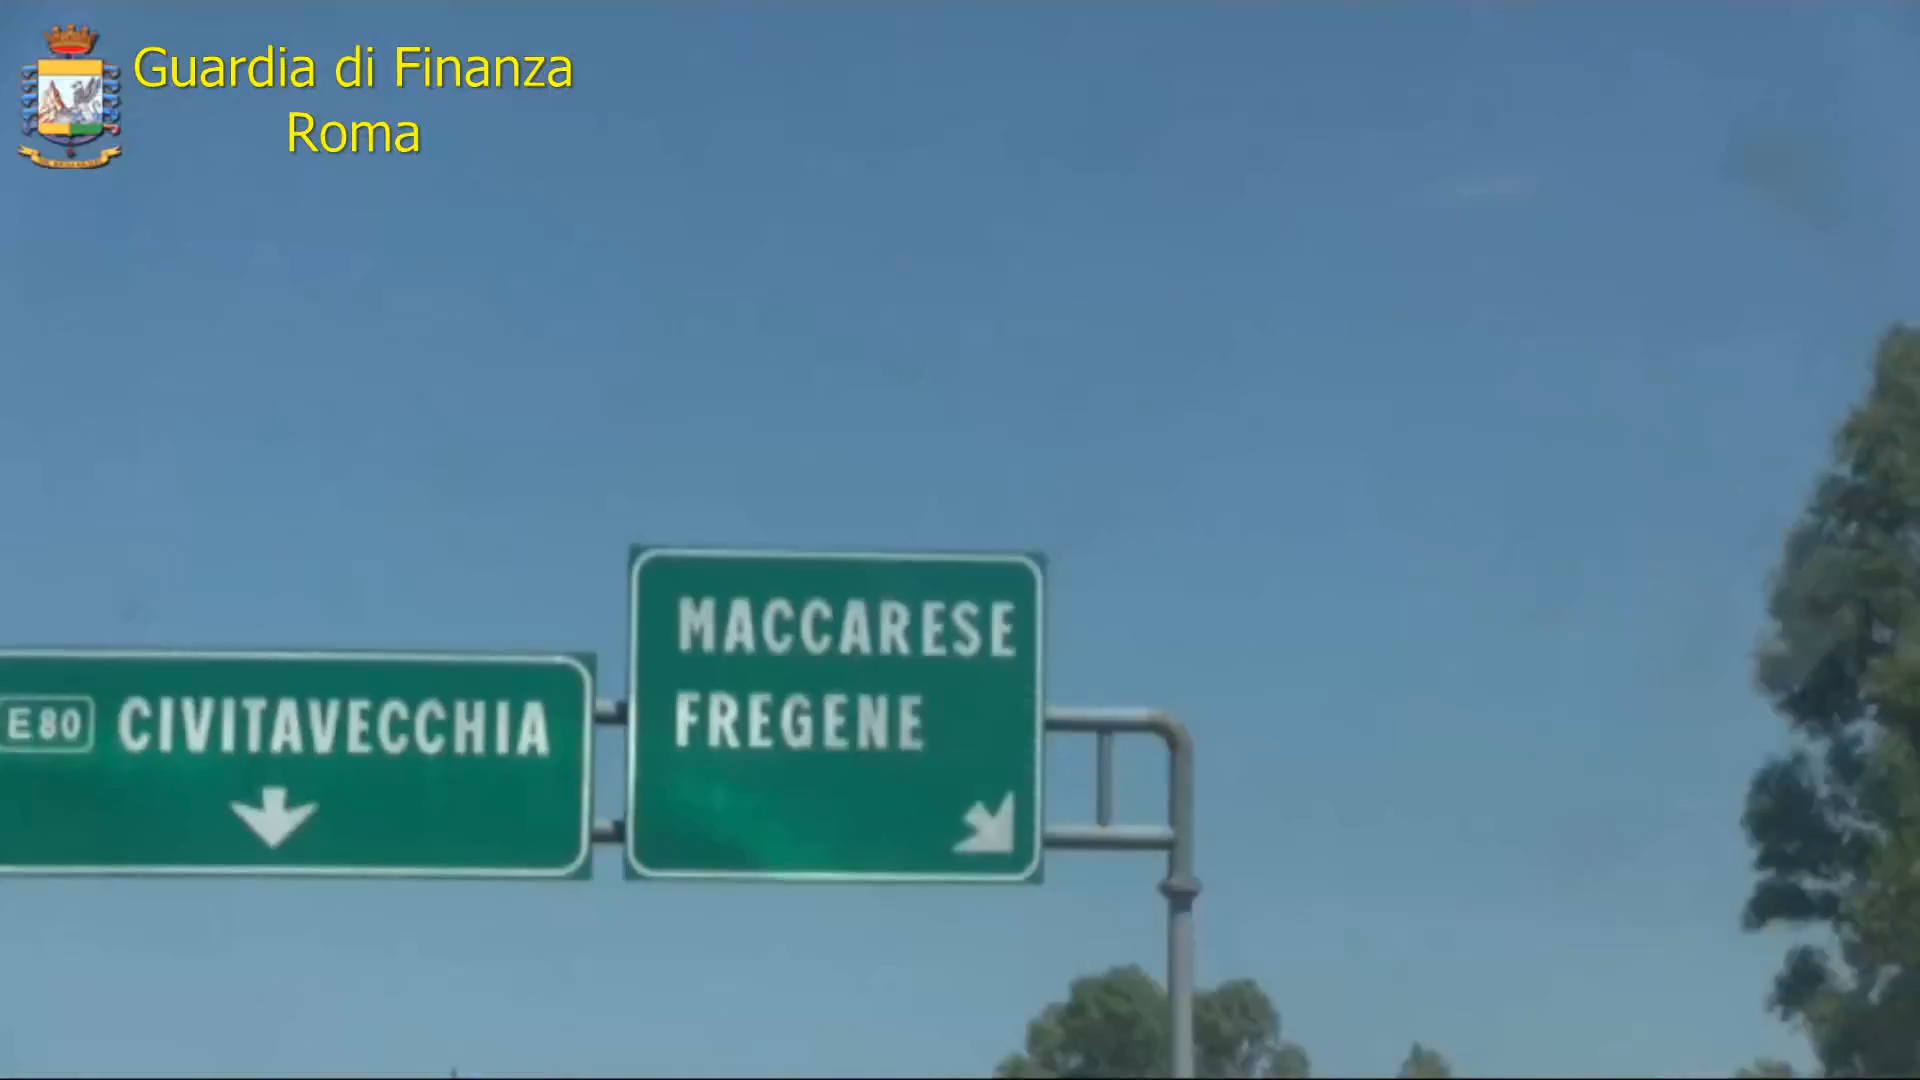 Guardia di Finanza
Roma
MACCARESE
FREGENE
E80 CIVITAVECCHIA